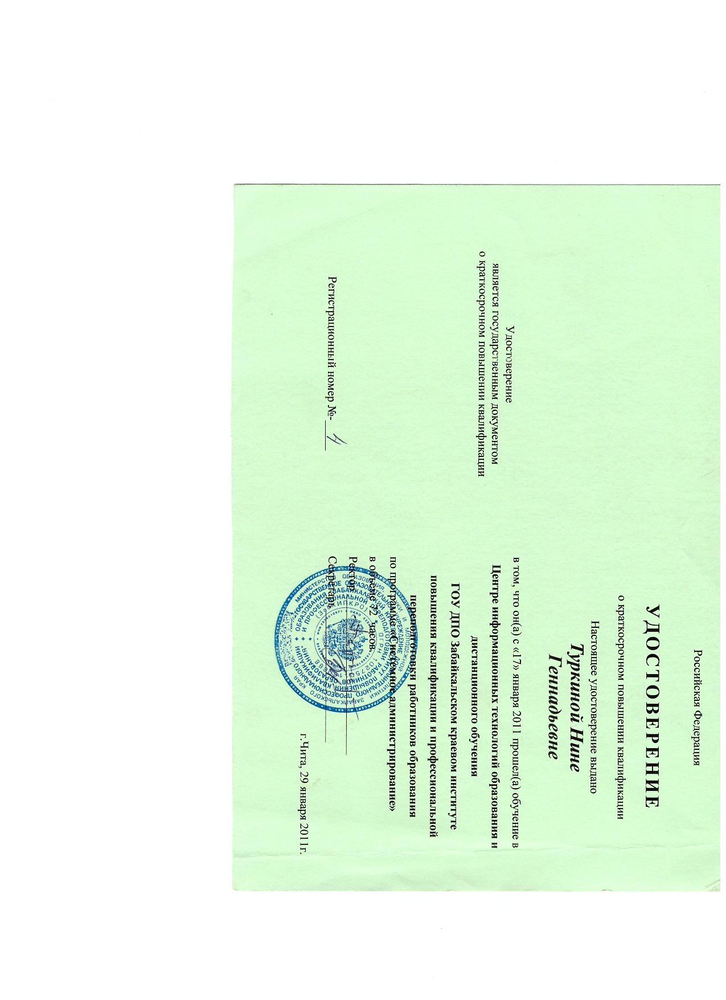 Удостоверение
является государственным документом
о краткосрочном повышении квалификации
Регистрационный номер №- 4
Российская Федерация
УДОСТОВЕРЕНИЕ
о краткосрочном повышении квалификации
Настоящее удостоверение выдано
Туркиной Нине
Геннадьевне
в том, что он(а) с «17» января 2011 прошел(а) обучение в
Центре информационных технологий образования и
дистанционного обучения
ГОУ ДПО Забайкальском краевом институте
повышения квалификации и профессиональной
переподготовки работников образования
по программе «Системное администрирование»
в объеме 72 часов.
Ректор
Секретарь
г.Чита, 29 января 2011г.